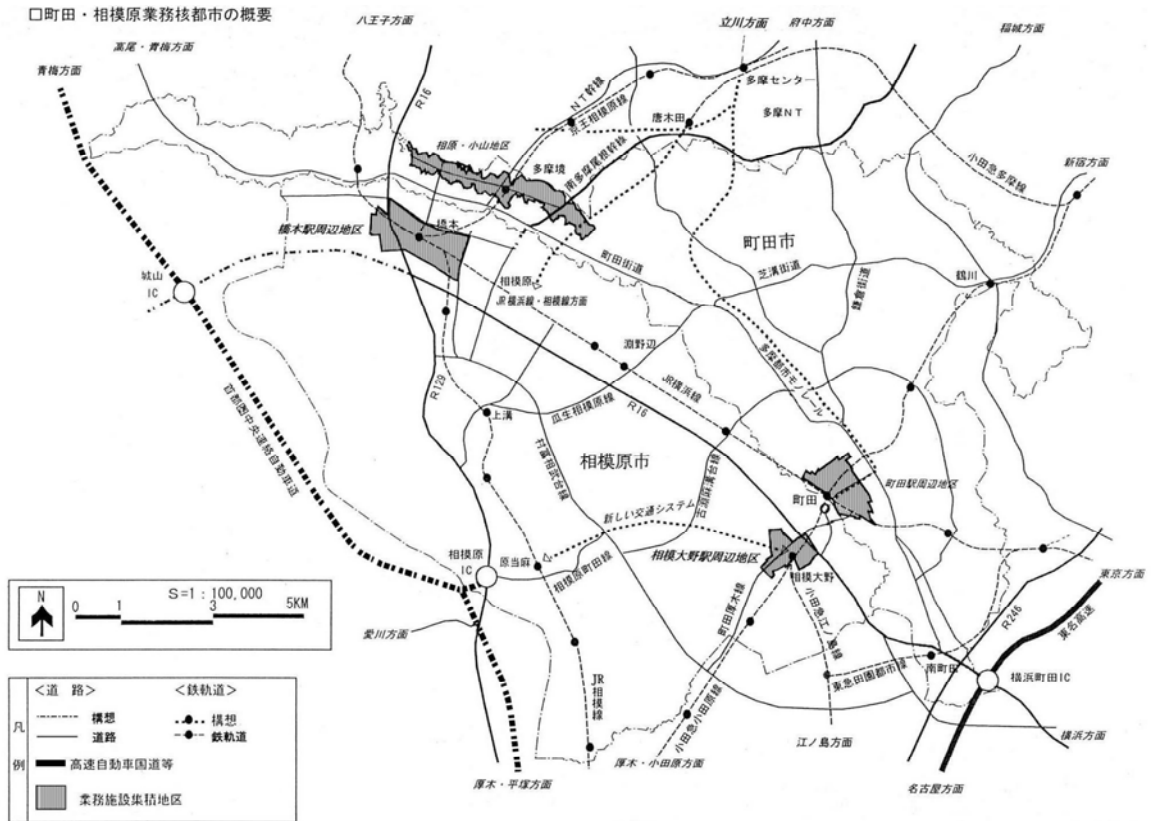 □町田・相模原業務核都市の概要
八王子方面
立川方面
府中方面
稲城方面
高尾・青梅方面
青梅方面
R16
NT幹線
京王相模原線
多摩センター
唐木田
多摩NT
相原・小山地区
多摩境
南多摩尾根幹線
小田急多摩線
新宿方面
橋本駅周辺地区
橋本
町田市
城山
IC
相模原
町田街道
芝溝街道
鎌倉街道
鶴川
JR横浜線・相模線方面
淵野辺
多摩都市モノレール
R129
JR横浜線
R16
首都圏中央連絡自動車道
上溝
瓜生相模原線
村富相武台線
相模原市
古淵麻溝台線
町田駅周辺地区
町田
新しい交通システム
相模大野駅周辺地区
相模大野
相模原
IC
原当麻
相模原町田線
町田厚木線
小田急江ノ島線
東京方面
R246
東名高速
N
S=1：100,000
0 1 3 5KM
愛川方面
JR相模線
小田急小田原線
東急田園都市線
南町田
横浜町田IC
江ノ島方面
横浜方面
厚木・小田原方面
厚木・平塚方面
名古屋方面
凡例
<道 路>
<鉄軌道>
構想
構想
道路
鉄軌道
高速自動車国道等
業務施設集積地区